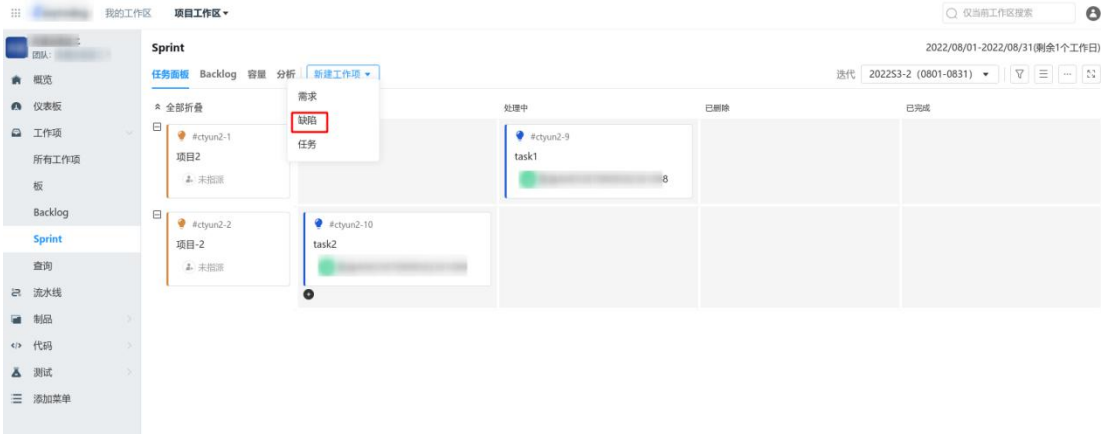 我的工作区 项目工作区 仅当前工作区搜索
团队:
Sprint 2022/08/01-2022/08/31(剩余1个工作日)
任务面板 Backlog 容量 分析 新建工作项 迭代 2022S3-2 (0801-0831)
需求
缺陷
任务
概览
仪表板
工作项
所有工作项
板
Backlog
Sprint
查询
流水线
制品
代码
测试
添加菜单
全部折叠 处理中 已删除 已完成
#ctyun2-1
项目2
未指派
#ctyun2-9
task1
8
#ctyun2-2
项目-2
未指派
#ctyun2-10
task2